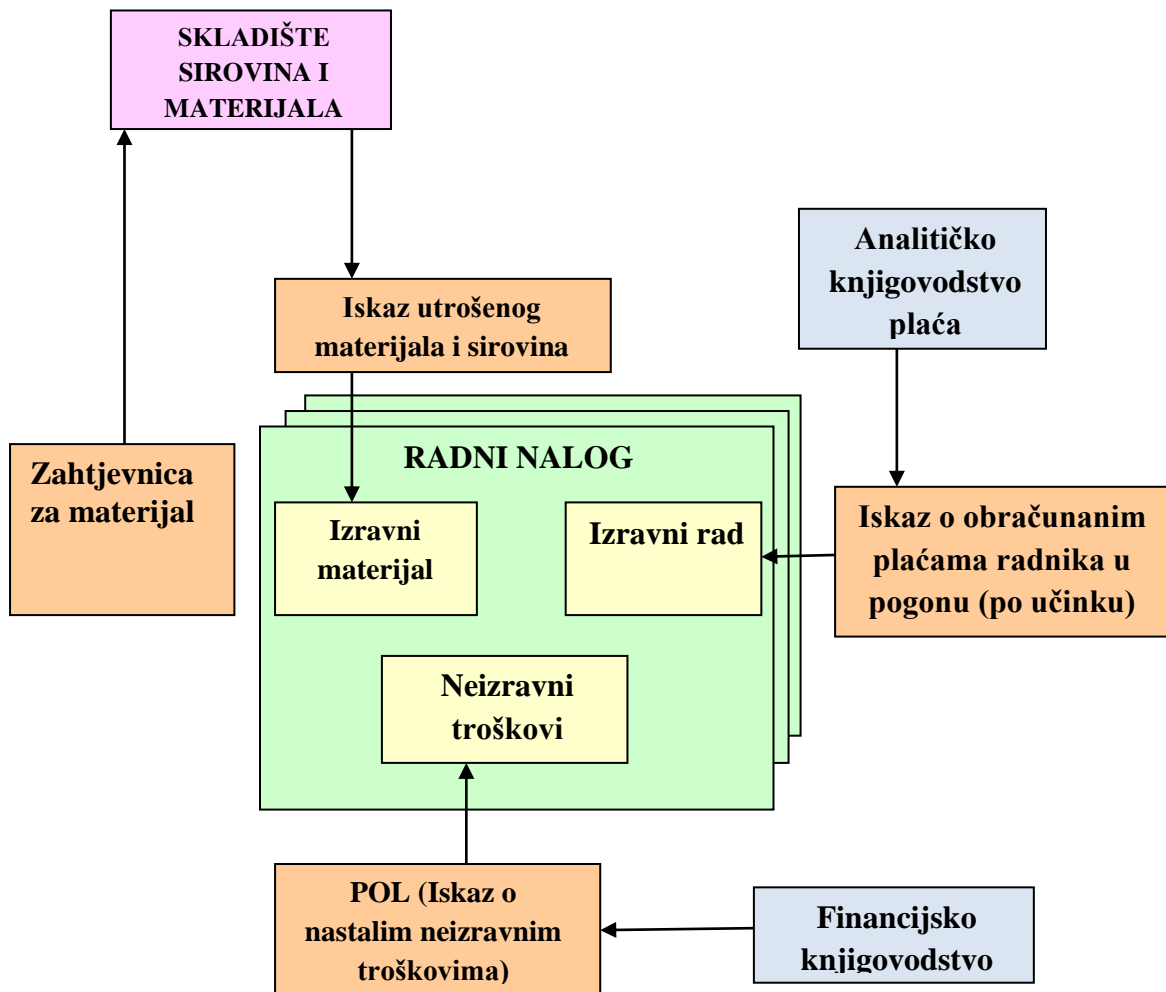 SKLADIŠTE
SIROVINA I
MATERIJALA
Analitičko
knjigovodstvo
plaća
Iskaz utrošenog
materijala i sirovina
Zahtjevnica
za materijal
RADNI NALOG
Izravni
materijal
Izravni rad
Iskaz o obračunanim
plaćama radnika u
pogonu (po učinku)
Neizravni
troškovi
POL (Iskaz o
nastalim neizravnim
troškovima)
Financijsko
knjigovodstvo